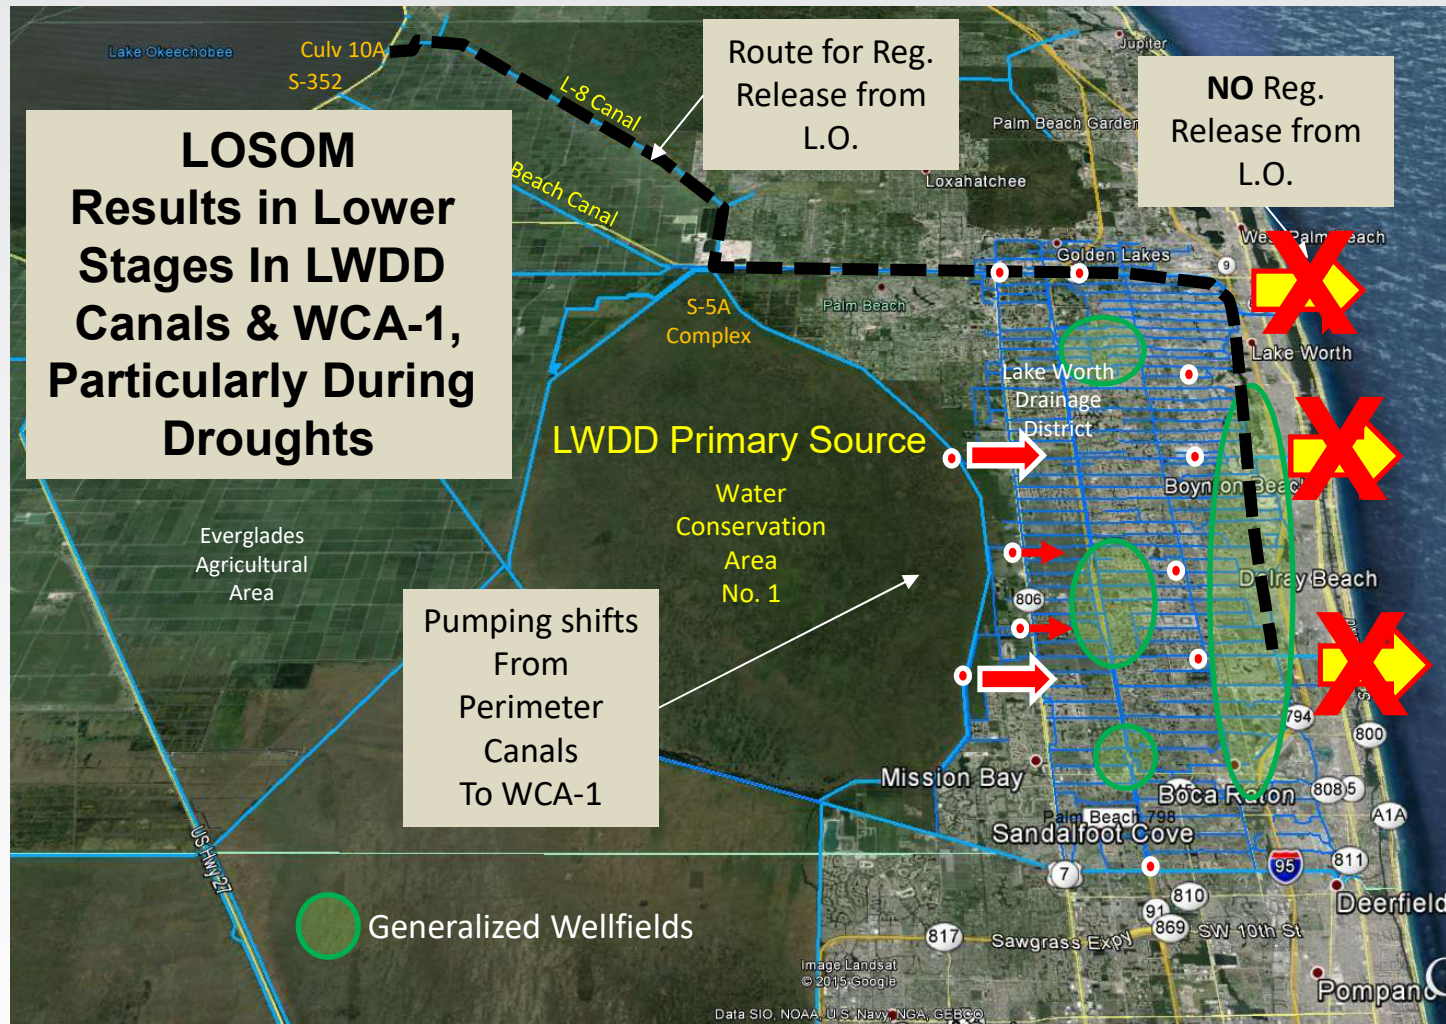 Lake Okeechobee
Culv 10A
S-352
L-8 Canal
Beach Canal
Route for Reg.
Release from
L.O.
Jupiter
NO Reg.
Release from
L.O.
Loxahatchee
LOSOM
Results in Lower
Stages In LWDD
Canals & WCA-1,
Particularly During
Droughts
Golden Lakes
9
S-5A
Complex
Palm Beach
Lake Worth
Lake Worth
Drainage
District
LWDD Primary Source
Water
Conservation
Area
No. 1
Everglades
Agricultural
Area
806
Pumping shifts
From
Perimeter
Canals
To WCA-1
794
800
Mission Bay
Boca Raton
808
A1A
Palm Beach 798
Sandalfoot Cove
US Hwy 27
7
95
811
810
91
869
SW 10th St
Deerfield
817
Sawgrass Expy
Generalized Wellfields
Image Landsat
© 2015 Google
Data SIO, NOAA, U.S. Navy, NGA, GEBCO